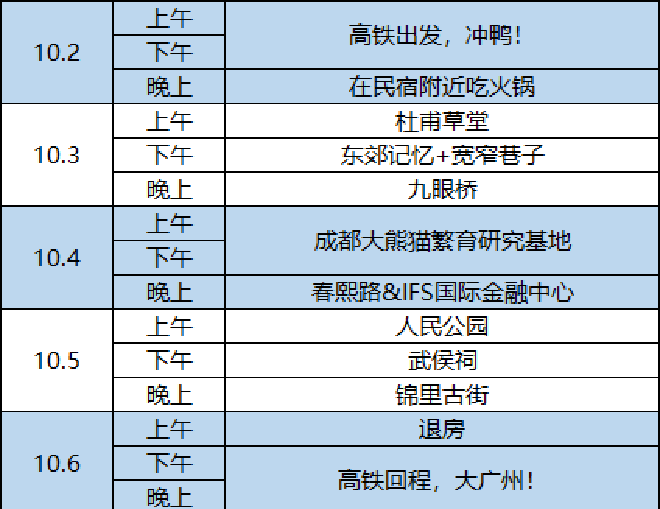 10.2
上午
高铁出发，冲鸭！
下午
晚上
在民宿附近吃火锅
10.3
上午
杜甫草堂
下午
东郊记忆+宽窄巷子
晚上
九眼桥
10.4
上午
成都大熊猫繁育研究基地
下午
晚上
春熙路&IFS国际金融中心
10.5
上午
人民公园
下午
武侯祠
晚上
锦里古街
10.6
上午
退房
下午
高铁回程，大广州！
晚上